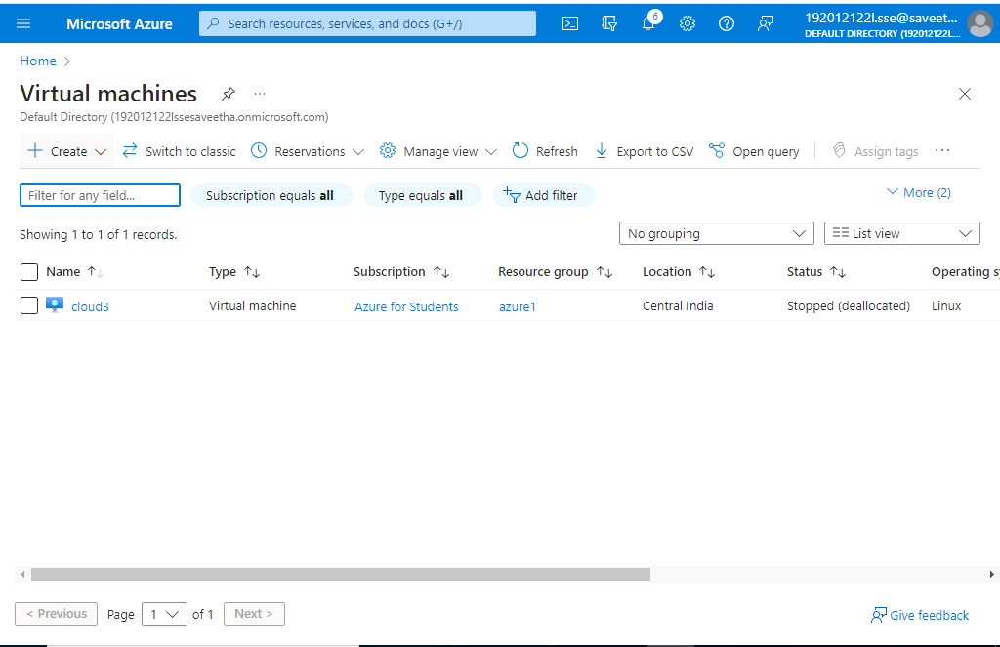 Microsoft Azure
Search resources, services, and docs (G+/)
6
192012122l.sse@saveet...
DEFAULT DIRECTORY (192012122L...
Home >
Virtual machines ...
Default Directory (192012122lssesaveetha.onmicrosoft.com)
+ Create Switch to classic Reservations Manage view Refresh Export to CSV Open query Assign tags ...
Filter for any field... Subscription equals all Type equals all Add filter More (2)
Showing 1 to 1 of 1 records. No grouping List view
Name ↑↓ Type ↑↓ Subscription ↑↓ Resource group ↑↓ Location ↑↓ Status ↑↓ Operating sy
cloud3 Virtual machine Azure for Students azure1 Central India Stopped (deallocated) Linux
< Previous Page 1 of 1 Next > Give feedback